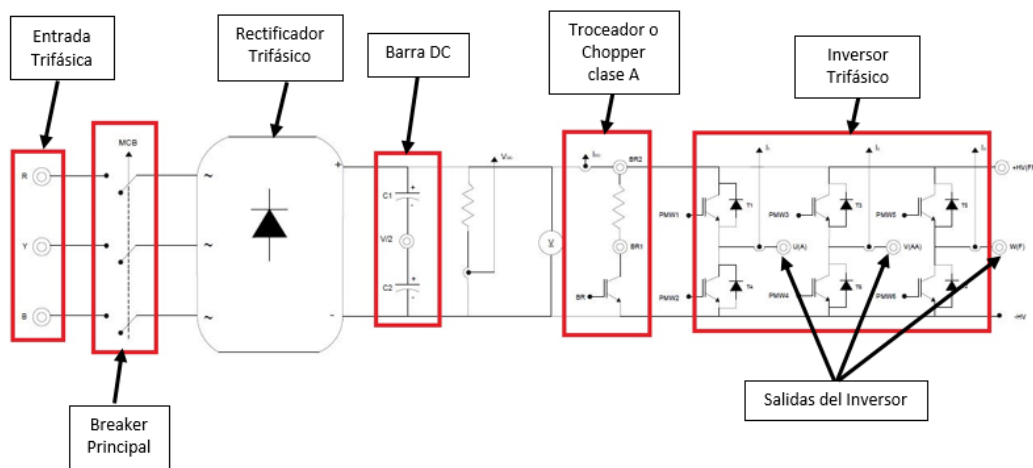 Entrada
Trifásica
Rectificador
Trifásico
Barra DC
Troceador o
Chopper
clase A
Inversor
Trifásico
MCB
R
Y
B
~
~
~
+
-
C1
+
-
V/2
C2
+
-
V
BR2
BR1
BR
PMW1
T1
PMW3
T3
PMW5
+HV(F)
U(A)
V(AA)
W(F)
PMW2
T4
PMW4
PMW6
-HV
Breaker
Principal
Salidas del Inversor